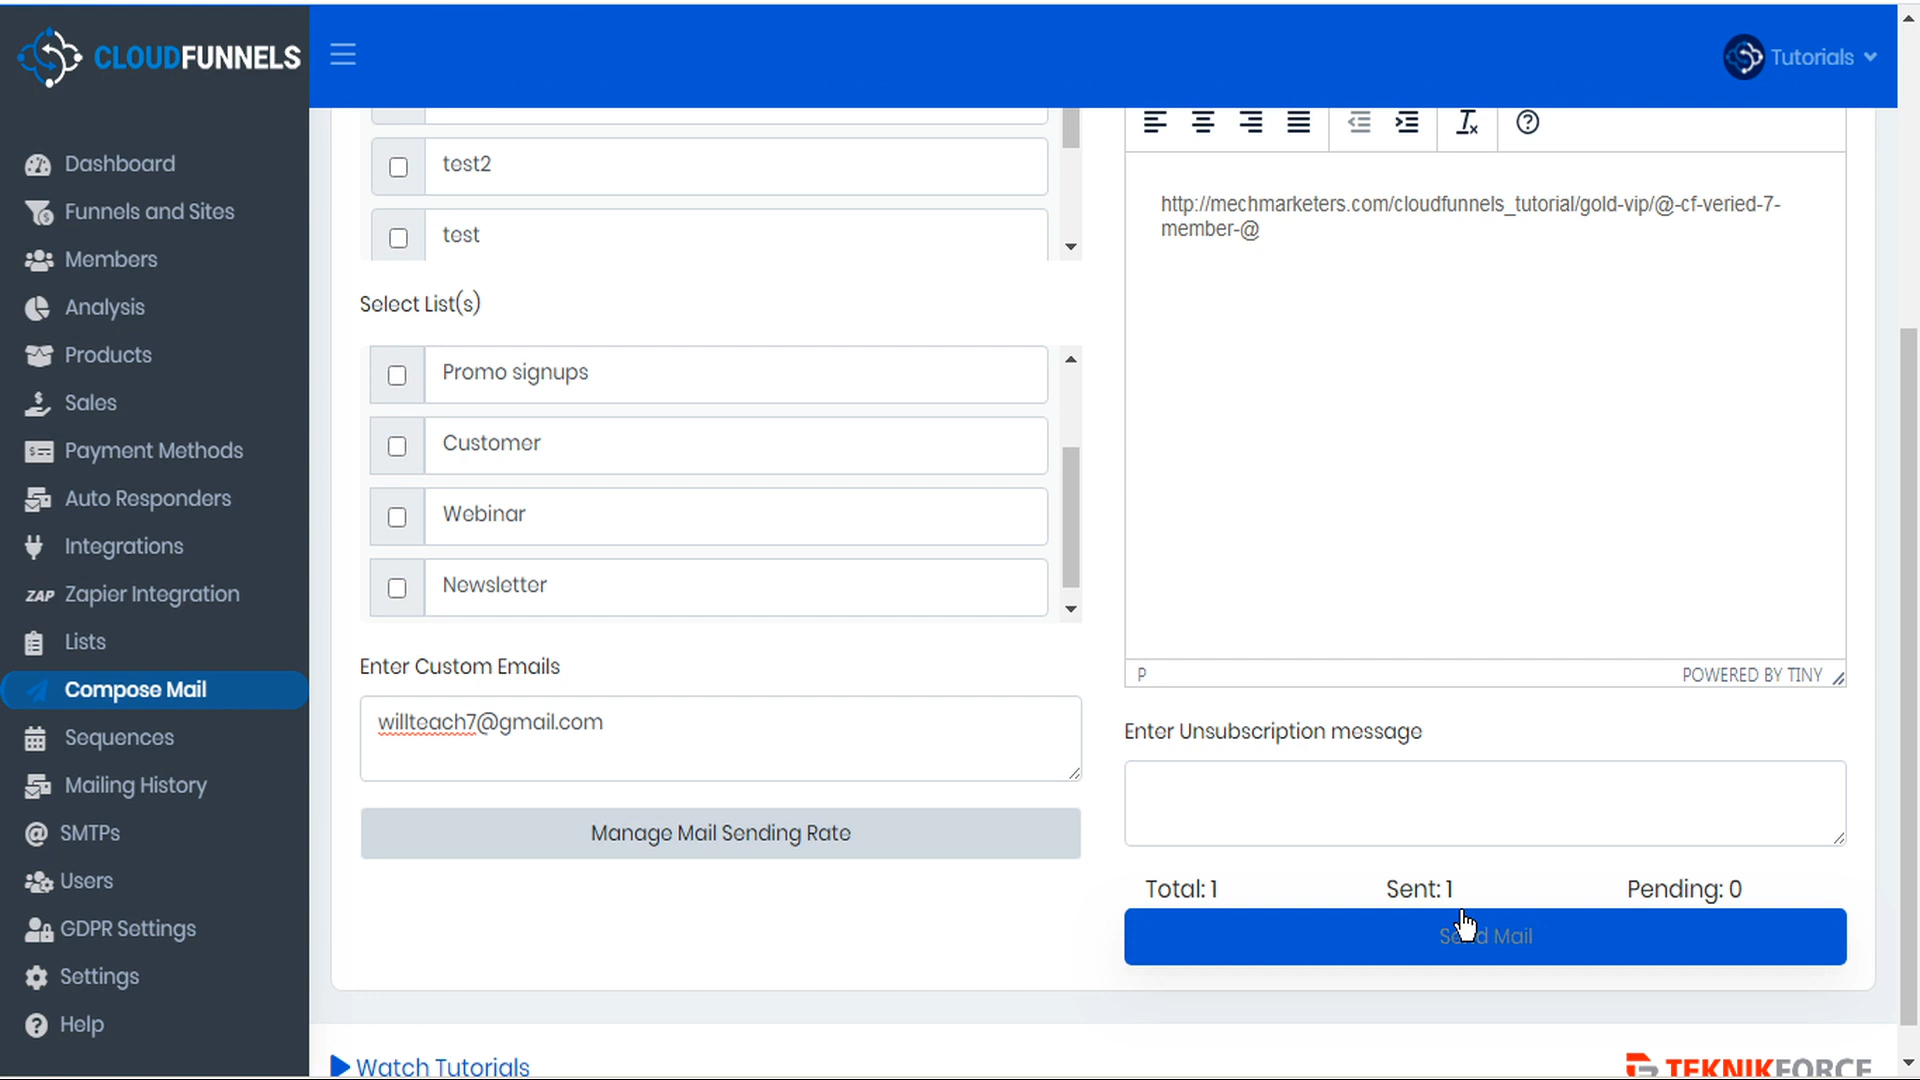 CLOUDFUNNELS
Tutorials
Dashboard
Funnels and Sites
Members
Analysis
Products
Sales
Payment Methods
Auto Responders
Integrations
ZAP Zapier Integration
Lists
Compose Mail
Sequences
Mailing History
SMTPs
Users
GDPR Settings
Settings
Help
test2
test
Select List(s)
Promo signups
Customer
Webinar
Newsletter
Enter Custom Emails
willteach7@gmail.com
Manage Mail Sending Rate
http://mechmarketers.com/cloudfunnels_tutorial/gold-vip/@-cf-veried-7-
member-@
P
POWERED BY TINY
Enter Unsubscription message
Total: 1
Sent: 1
Pending: 0
Send Mail
Watch Tutorials
TEKNIKFORCE